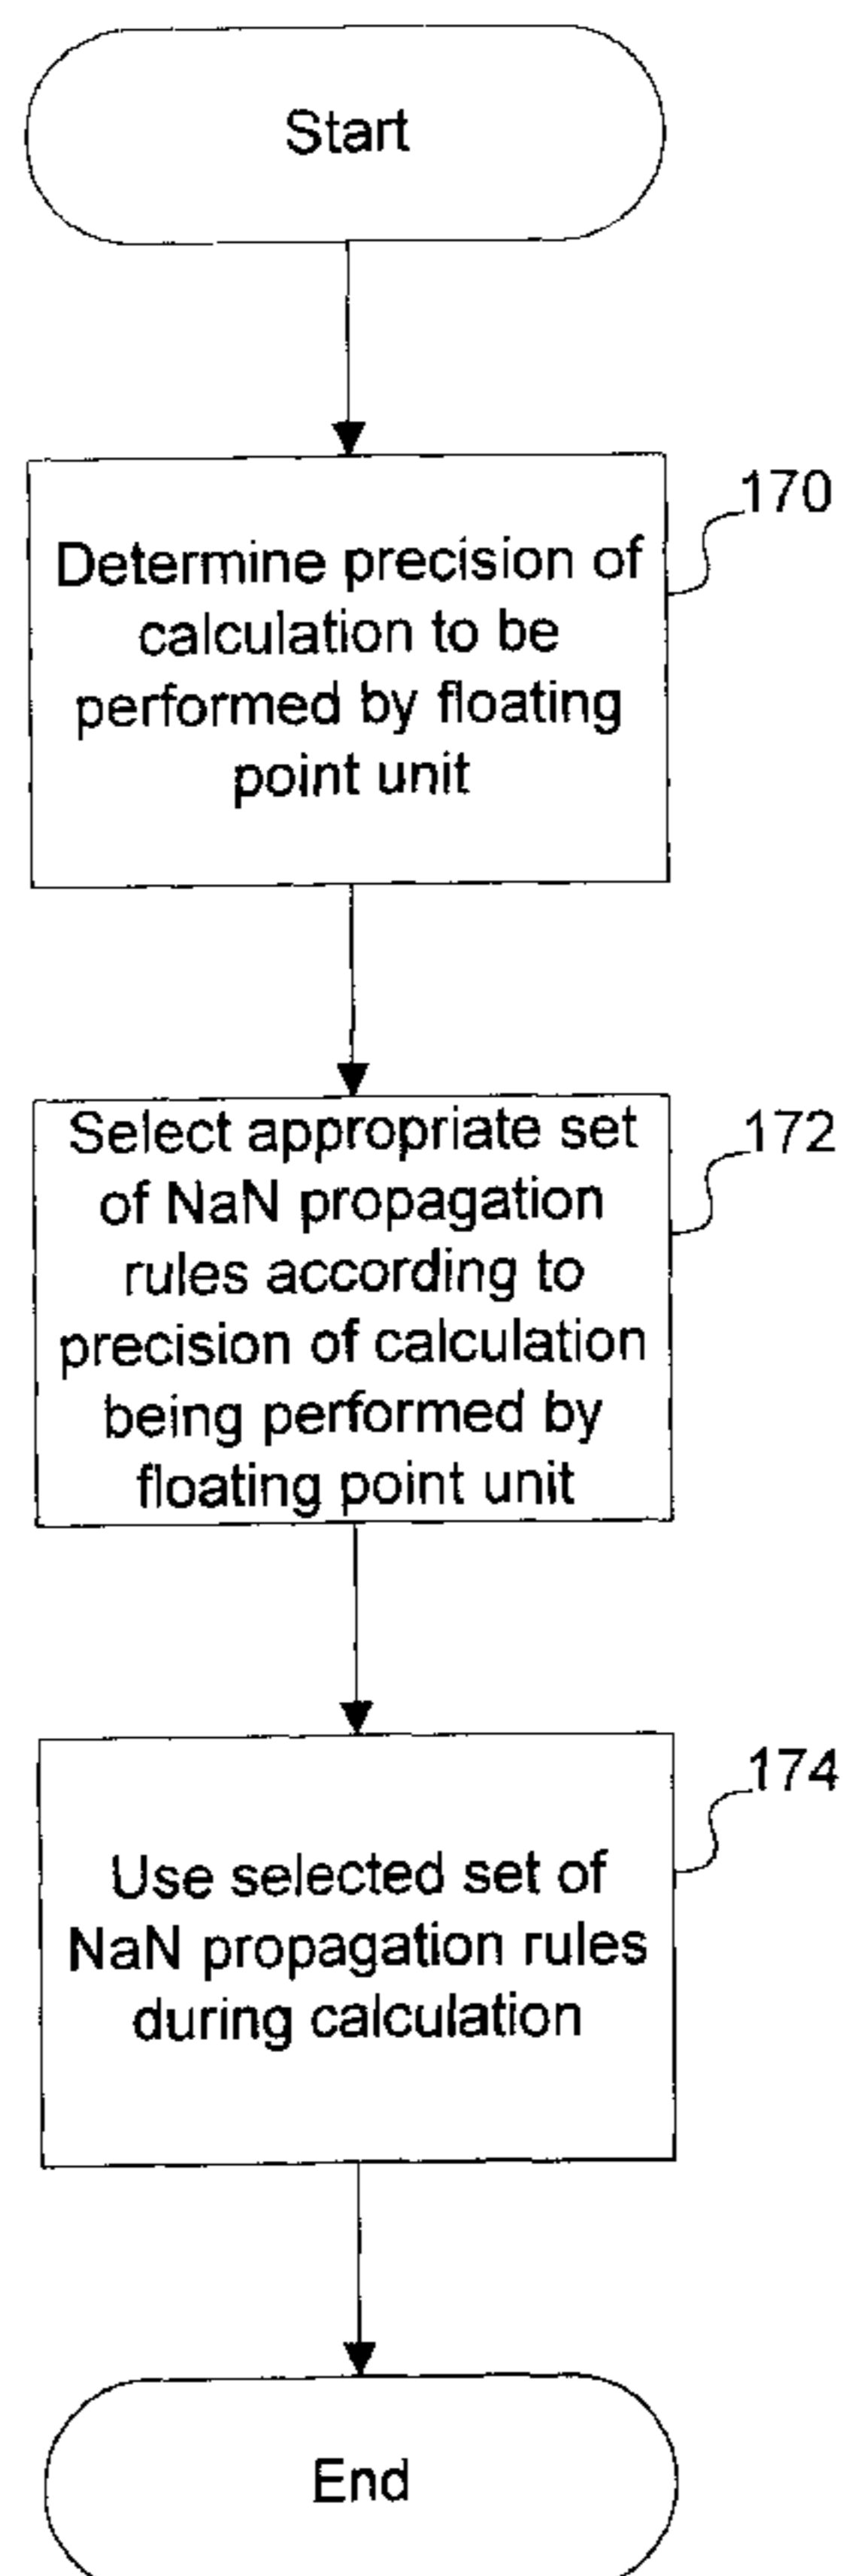 Start
170
Determine precision of
calculation to be
performed by floating
point unit
172
Select appropriate set
of NaN propagation
rules according to
precision of calculation
being performed by
floating point unit
174
Use selected set of
NaN propagation rules
during calculation
End